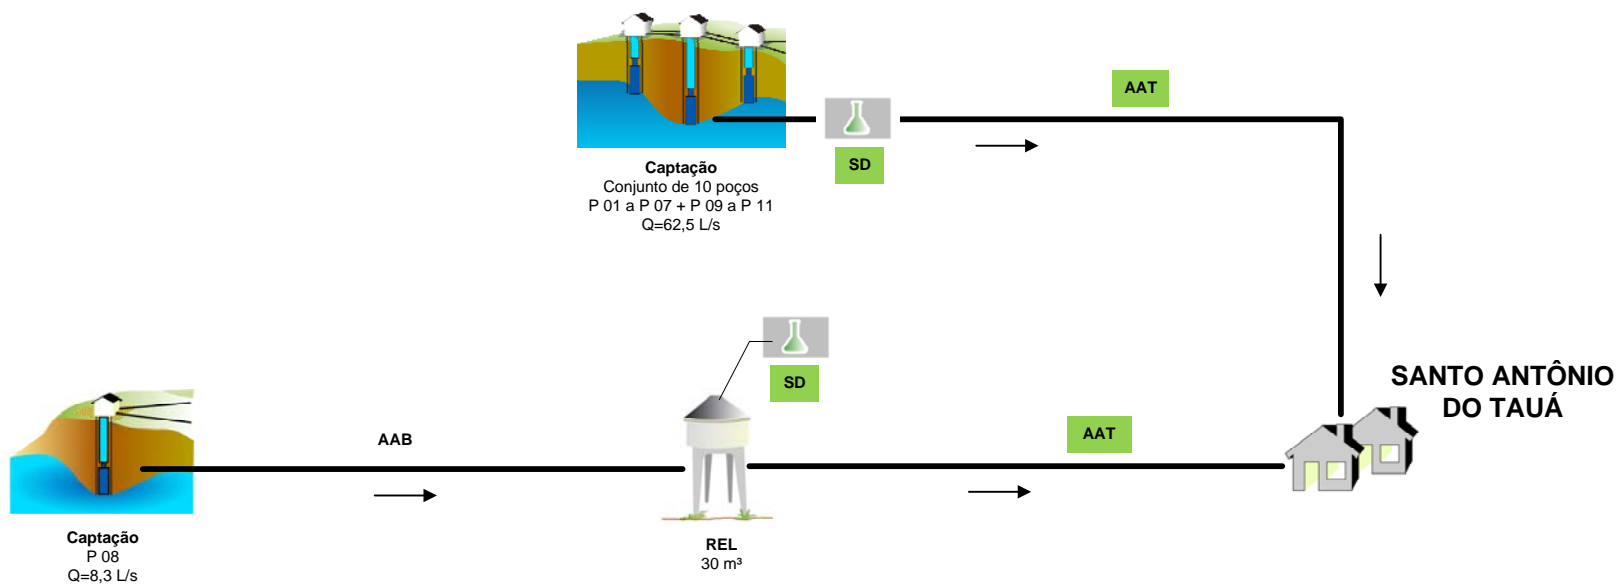 AAT
SD
Captação
Conjunto de 10 poços
P 01 a P 07 + P 09 a P 11
Q=62,5 L/s
SD
SANTO ANTÔNIO
DO TAUÁ
AAB
AAT
Captação
P 08
Q=8,3 L/s
REL
30 m³